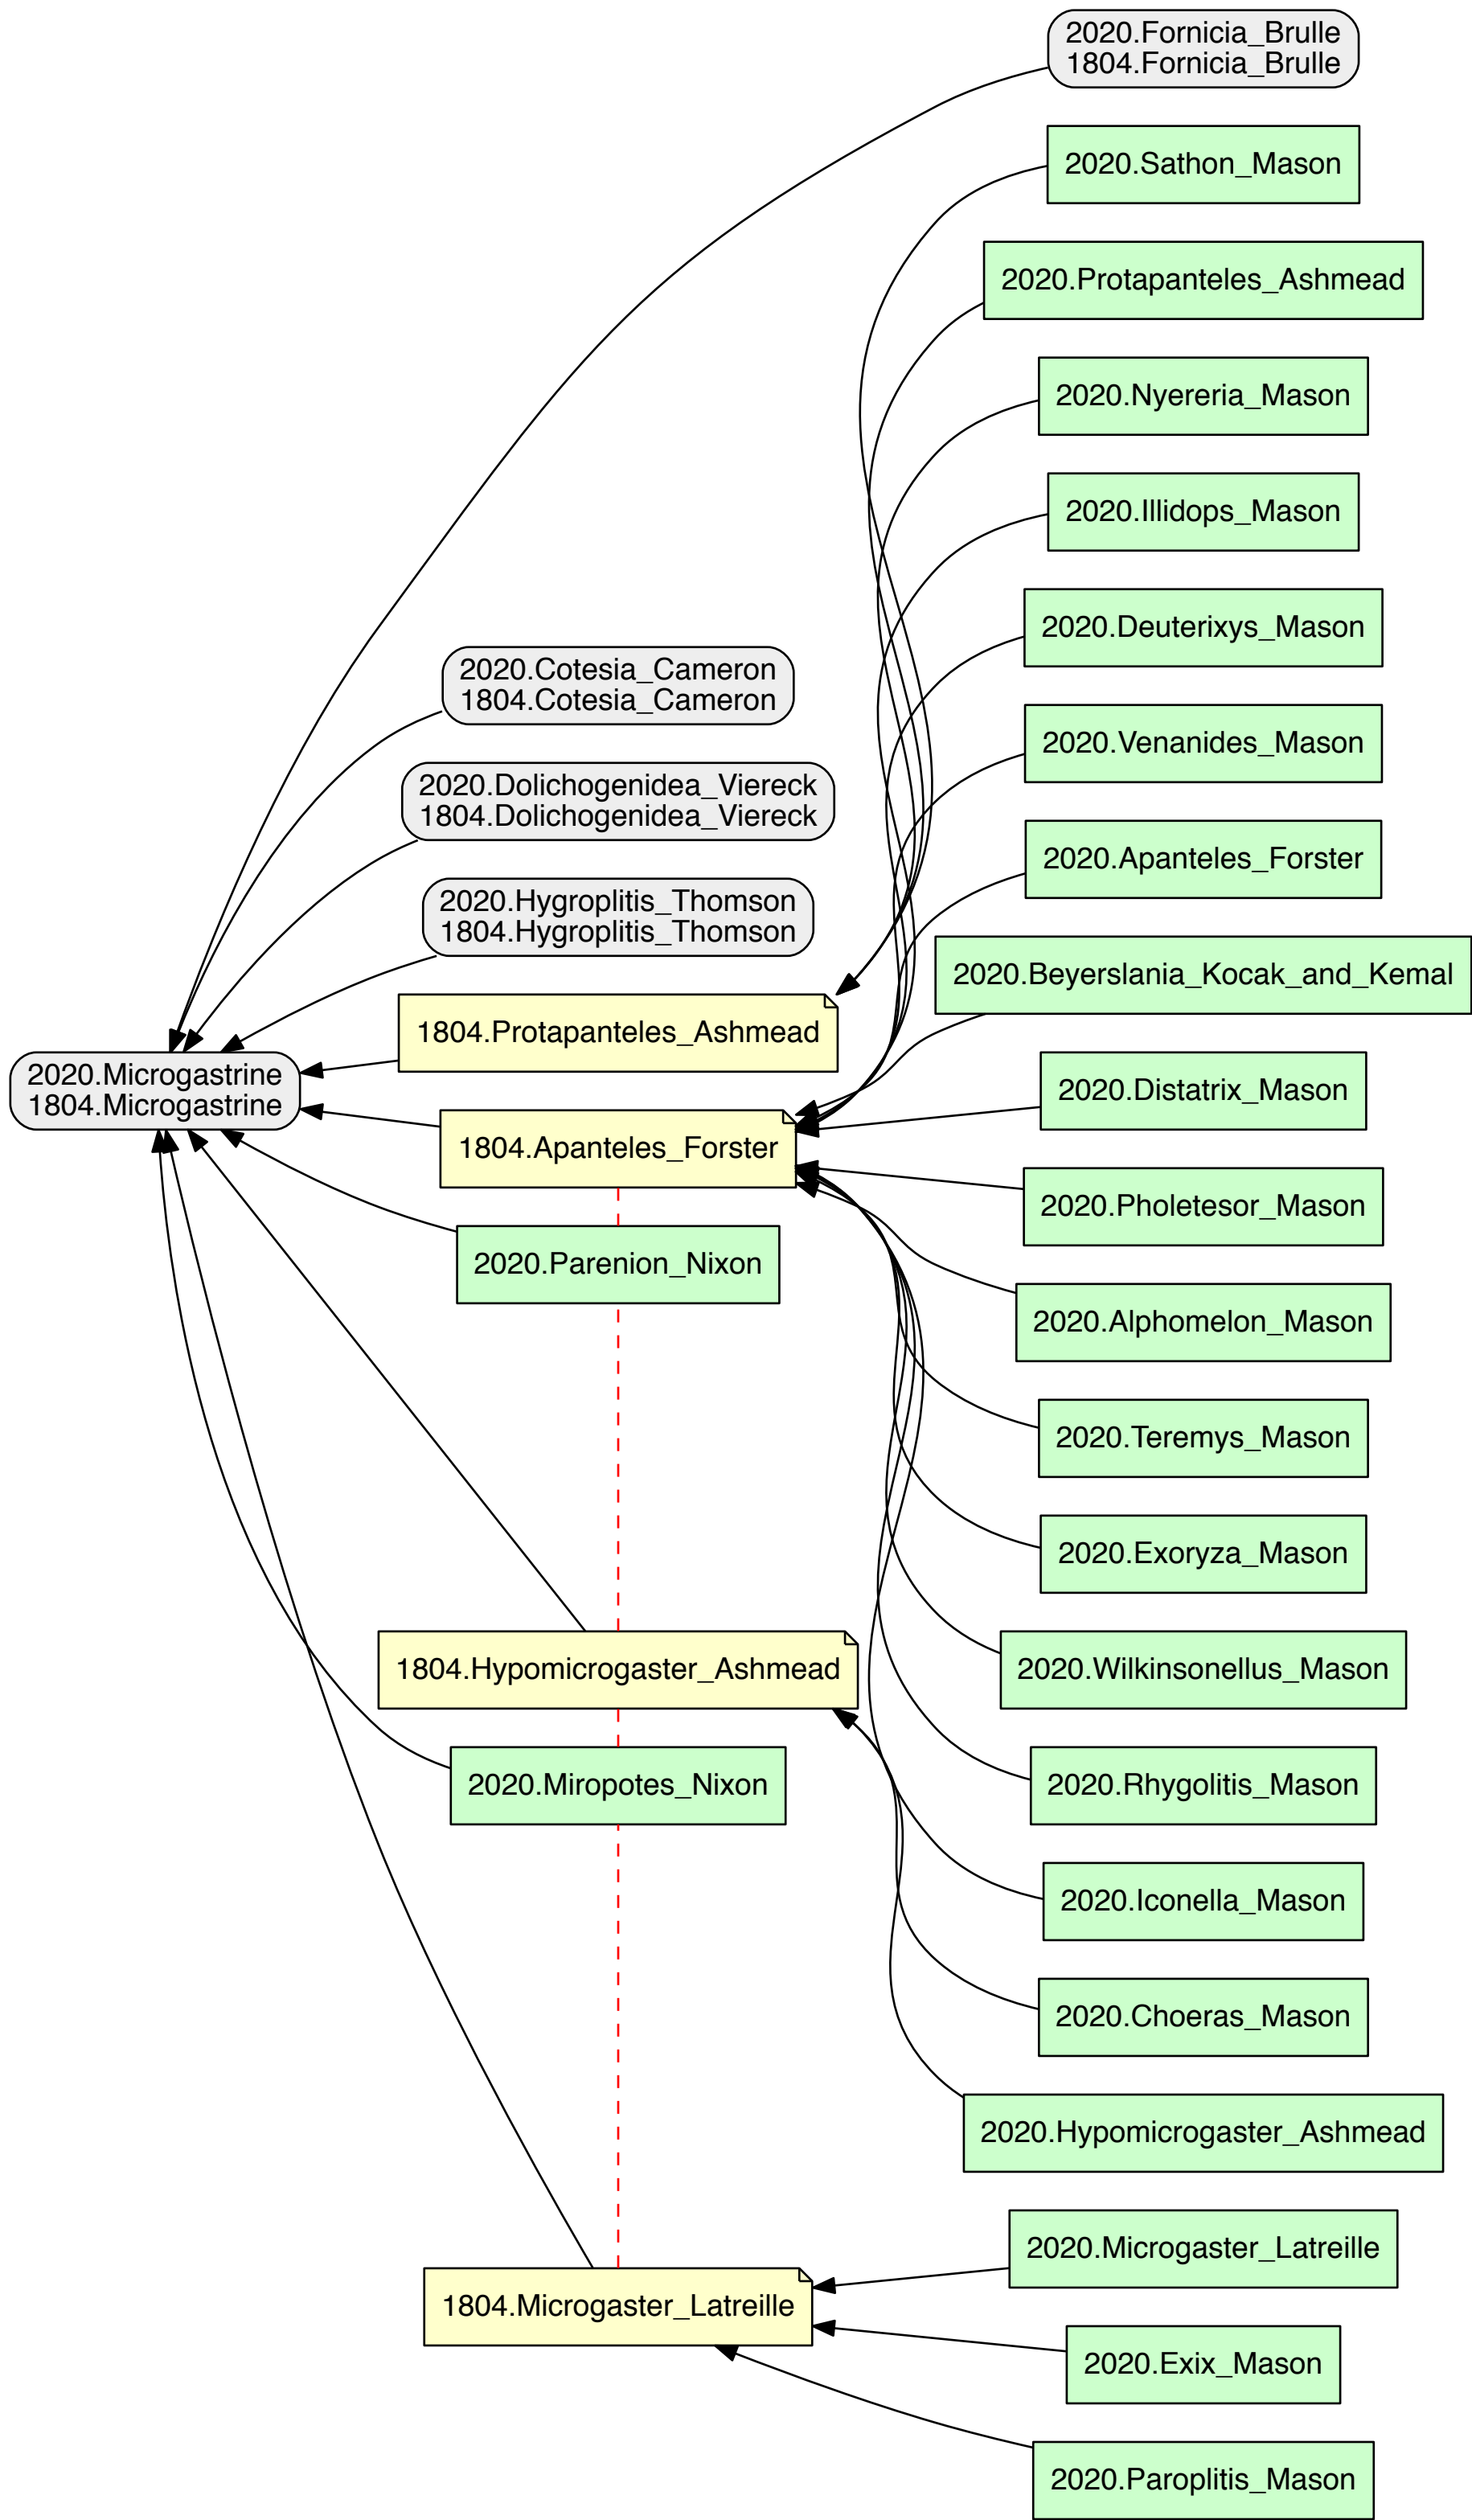 2020.Fornicia_Brulle
1804.Fornicia_Brulle
2020.Sathon_Mason
2020.Protapanteles_Ashmead
2020.Nyereria_Mason
2020.Illidops_Mason
2020.Deuterixys_Mason
2020.Cotesia_Cameron
1804.Cotesia_Cameron
2020.Venanides_Mason
2020.Dolichogenidea_Viereck
1804.Dolichogenidea_Viereck
2020.Apanteles_Forster
2020.Hygroplitis_Thomson
1804.Hygroplitis_Thomson
2020.Beyerslania_Kocak_and_Kemal
1804.Protapanteles_Ashmead
2020.Microgastrine
1804.Microgastrine
2020.Distatrix_Mason
1804.Apanteles_Forster
2020.Pholetesor_Mason
2020.Parenion_Nixon
2020.Alphomelon_Mason
2020.Teremys_Mason
2020.Exoryza_Mason
1804.Hypomicrogaster_Ashmead
2020.Wilkinsonellus_Mason
2020.Miropotes_Nixon
2020.Rhygolitis_Mason
2020.Iconella_Mason
2020.Choeras_Mason
2020.Hypomicrogaster_Ashmead
2020.Microgaster_Latreille
1804.Microgaster_Latreille
2020.Exix_Mason
2020.Paroplitis_Mason